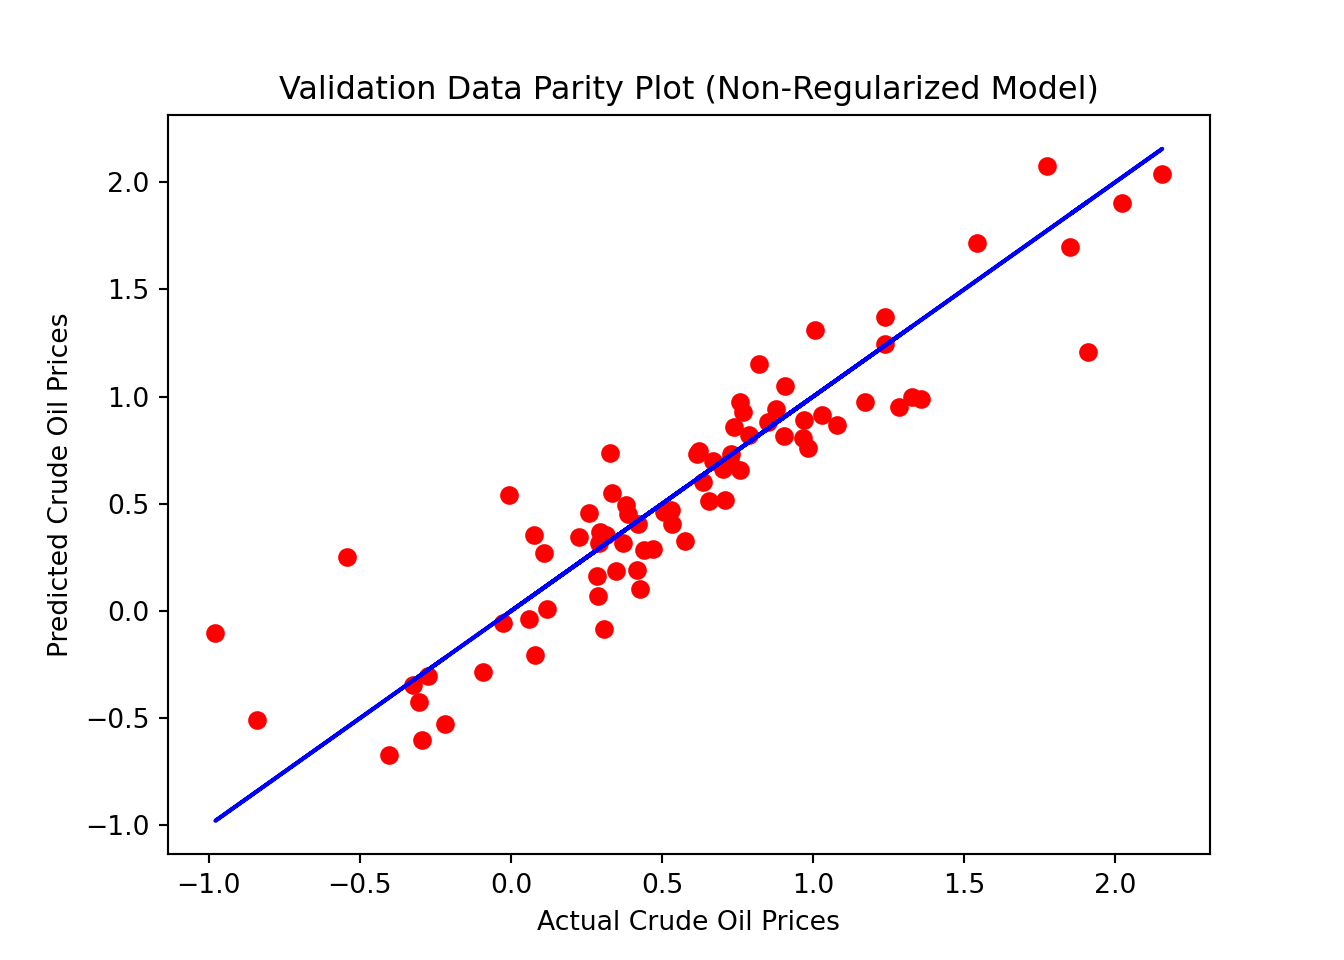 Validation Data Parity Plot (Non-Regularized Model)
Predicted Crude Oil Prices
2.0
1.5
1.0
0.5
0.0
−0.5
−1.0
−1.0 −0.5 0.0 0.5 1.0 1.5 2.0
Actual Crude Oil Prices